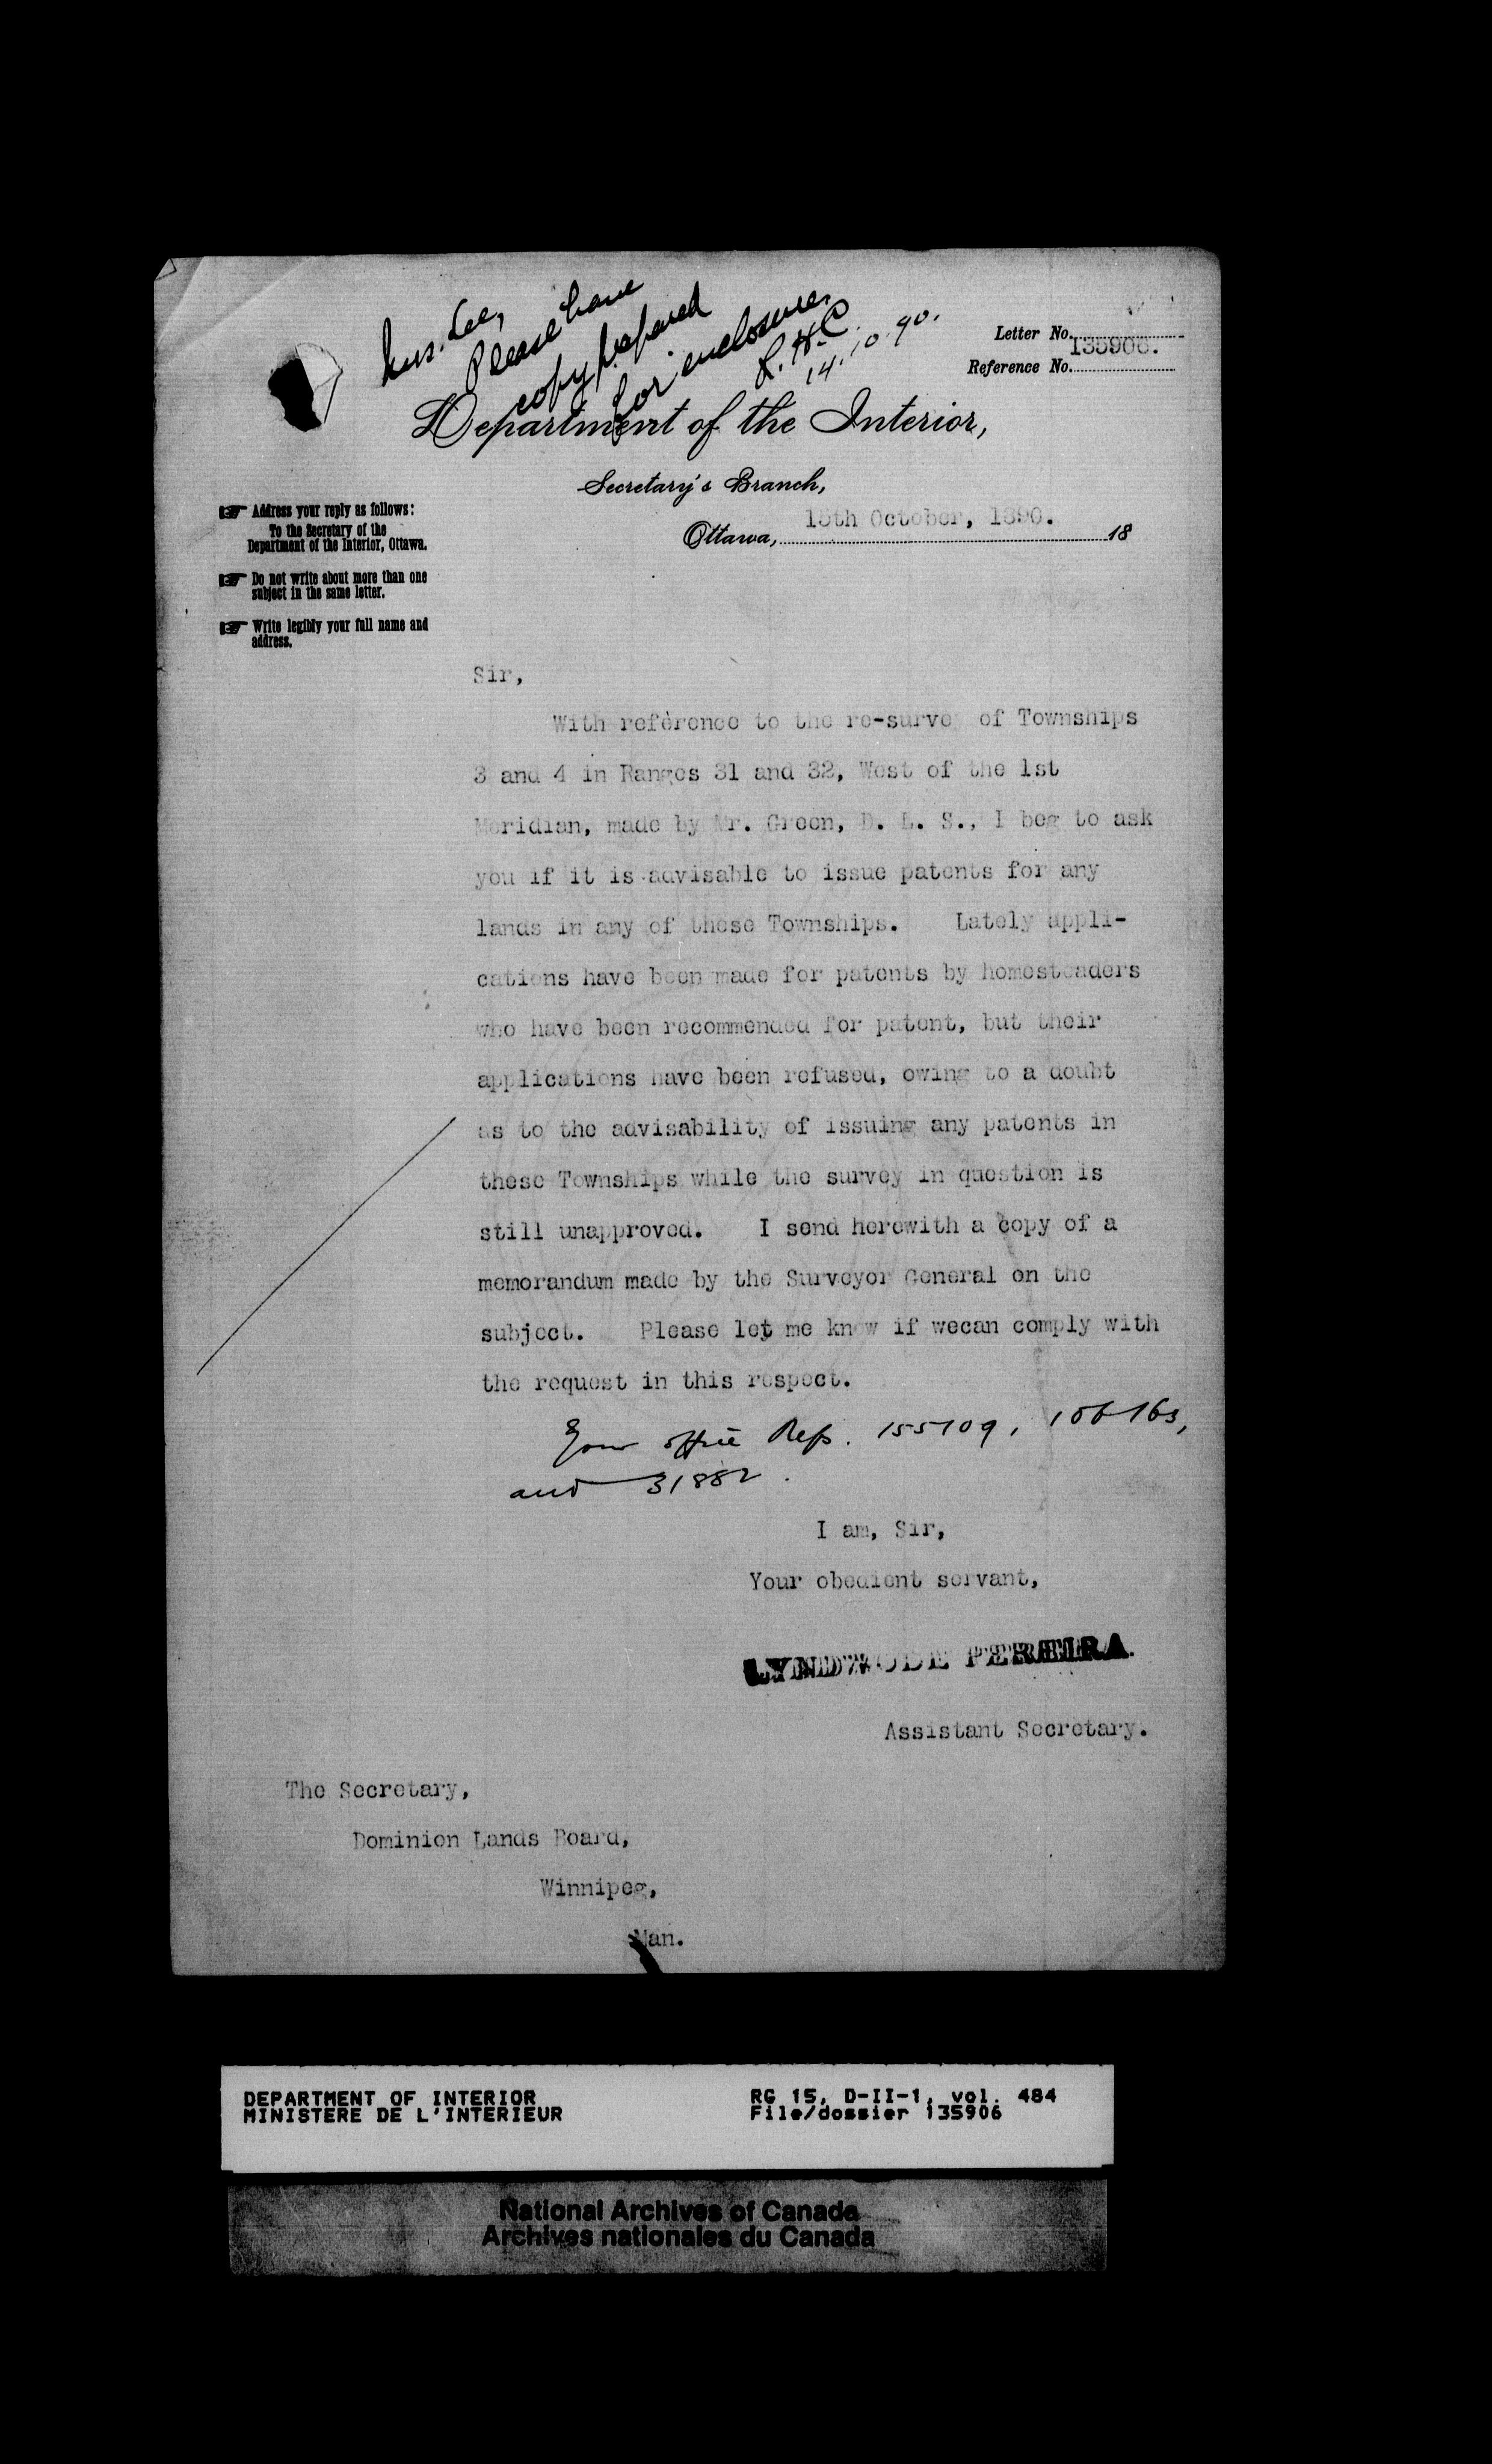 Mrs. Lee,
Please have
copy prepared
for enclosure.
14.10.90.
Letter No.
135906.
Reference No.
Department of the Interior,
Secretary's Branch,
15th October, 1890.
Ottawa, 18
Address your reply as follows:
To the Secretary of the
Department of the Interior, Ottawa.
Do not write about more than one
subject in the same letter.
Write legibly your full name and
address.
Sir,
With reference to the re-survey of Townships
3 and 4 in Ranges 31 and 32, West of the 1st
Meridian, made by Mr. Green, D. L. S., I beg to ask
you if it is advisable to issue patents for any
lands in any of these Townships. Lately appli-
cations have been made for patents by homesteaders
who have been recommended for patent, but their
applications have been refused, owing to a doubt
as to the advisability of issuing any patents in
these Townships while the survey in question is
still unapproved. I send herewith a copy of a
memorandum made by the Surveyor General on the
subject. Please let me know if wecan comply with
the request in this respect.
Your office Refs. 155709,
and 31882.
I am, Sir,
Your obedient servant,
LYNDWODE PEREIRA.
Assistant Secretary.
The Secretary,
Dominion Lands Board,
Winnipeg,
Man.
DEPARTMENT OF INTERIOR
MINISTERE DE L'INTERIEUR
RG 15, D-II-1, vol. 484
File/dossier 135906
National Archives of Canada
Archives nationales du Canada